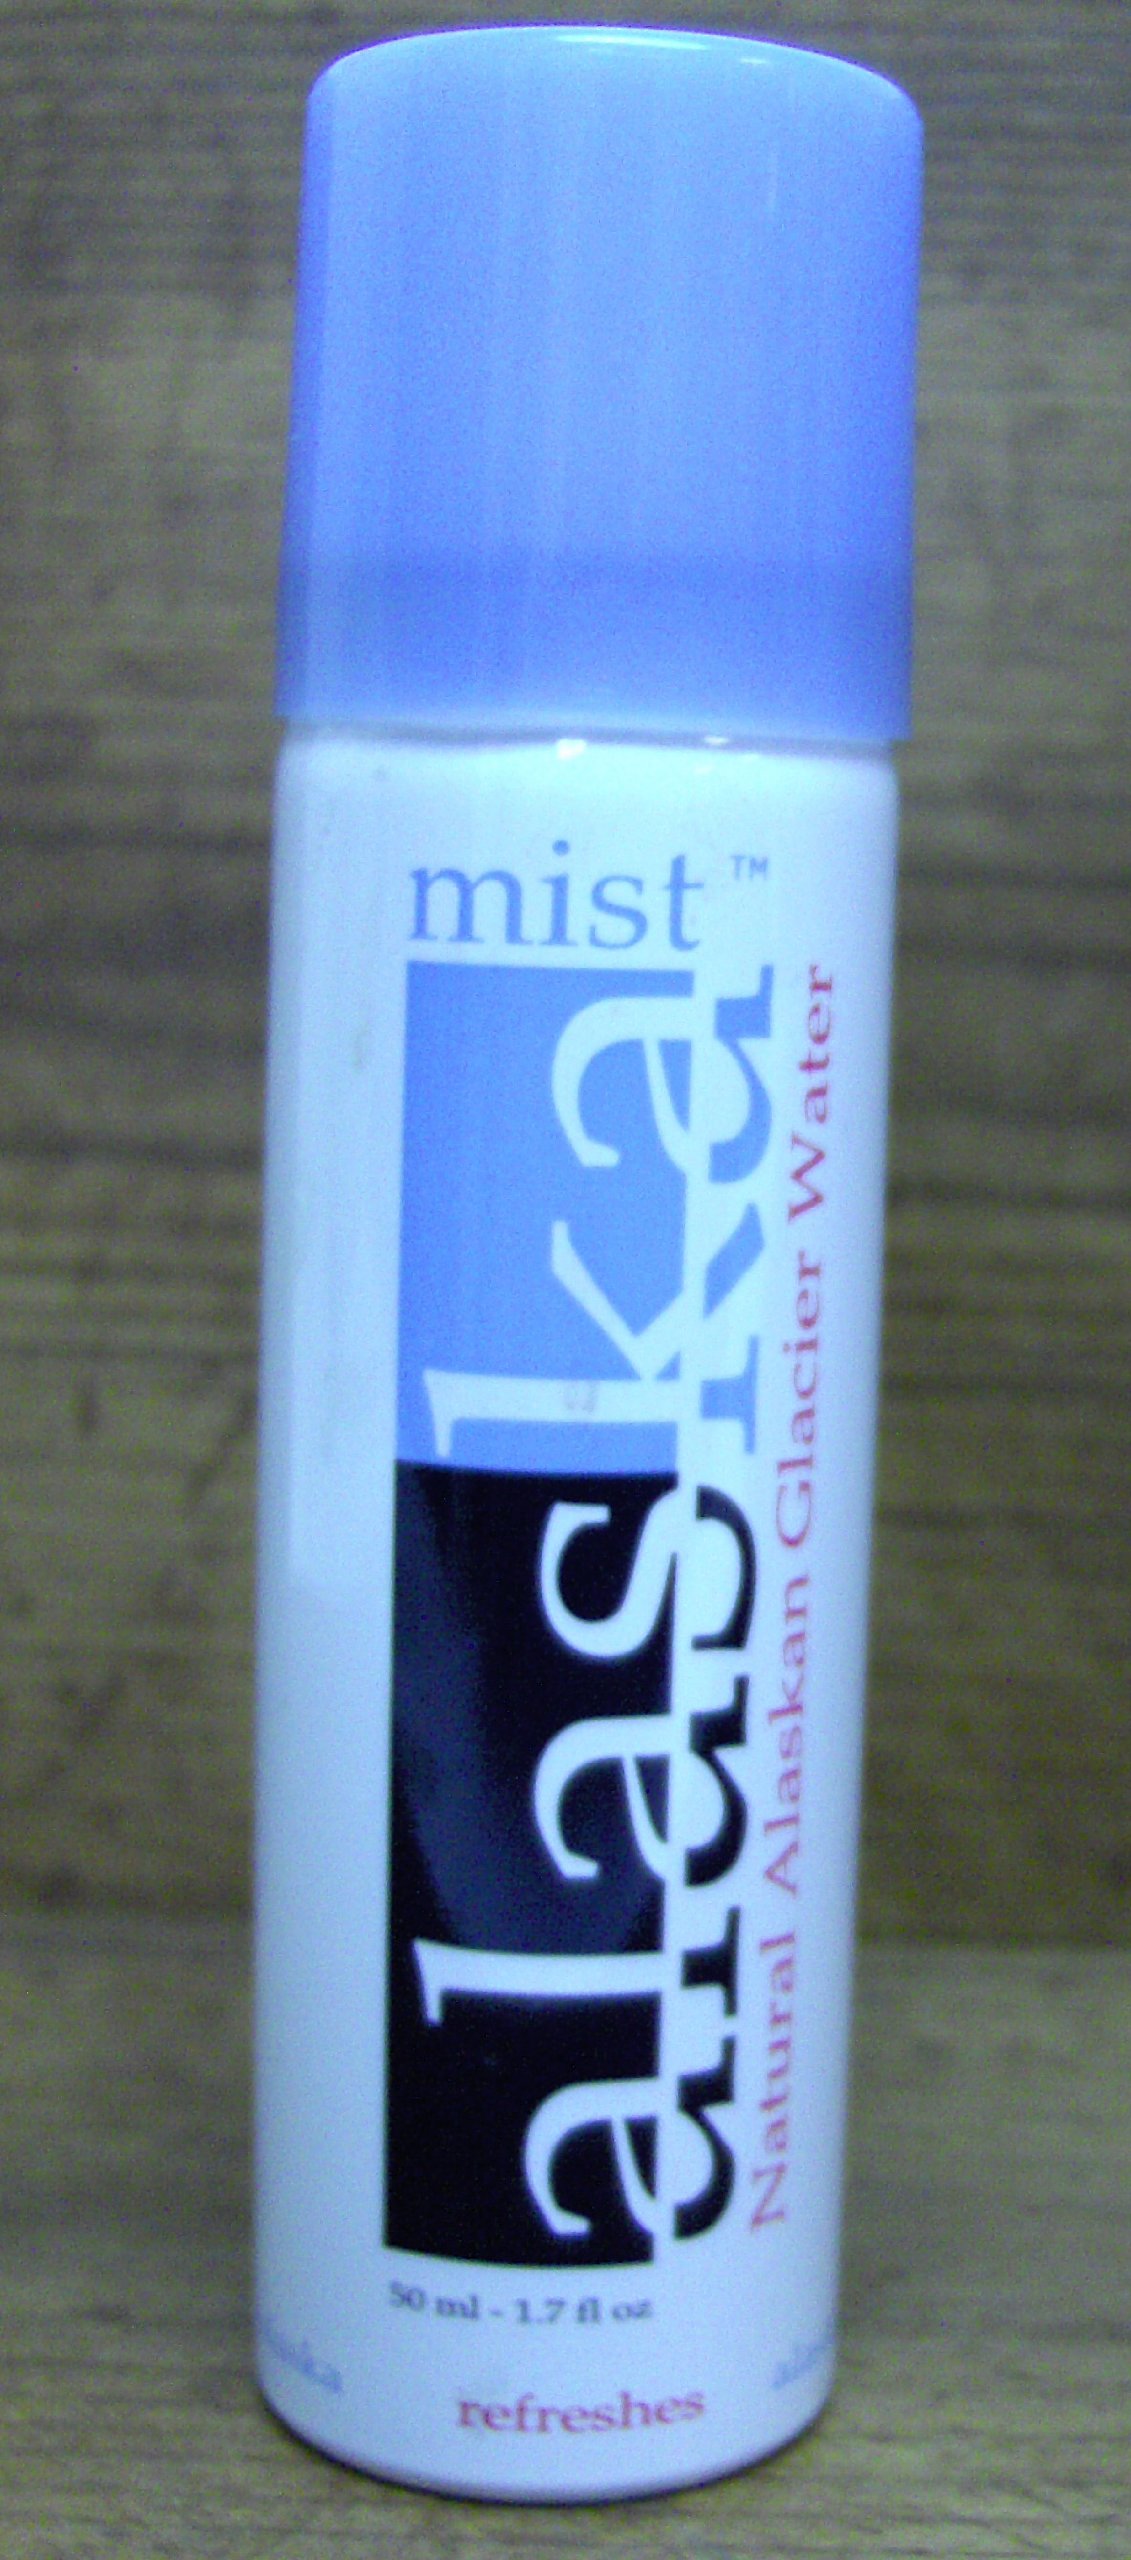 mist™
alaska
Natural Alaskan Glacier Water
50 ml - 1.7 fl oz
refreshes